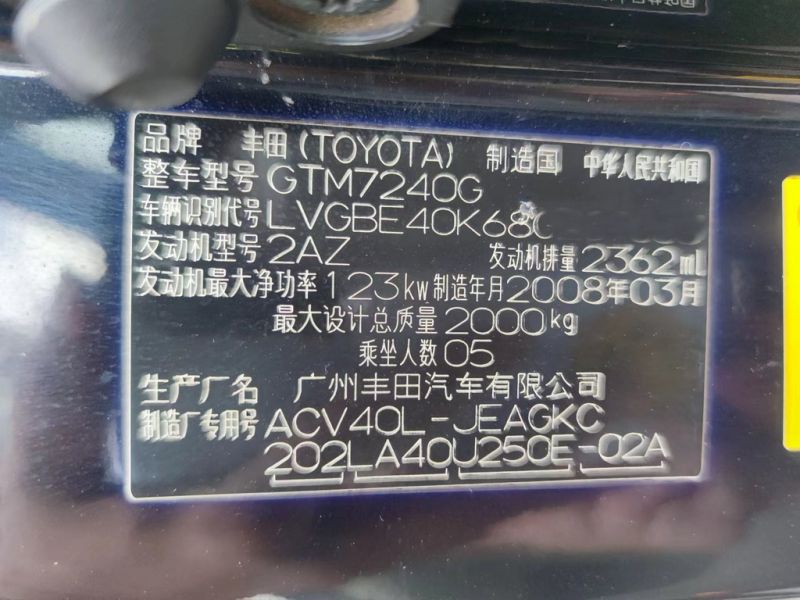 品牌 丰田(TOYOTA) 制造国 中华人民共和国
整车型号 GTM7240G
车辆识别代号 LVGBE40K68
发动机型号 2AZ 发动机排量 2362ml
发动机最大净功率 123kw 制造年月 2008年03月
最大设计总质量 2000kg
乘坐人数 05
生产厂名 广州丰田汽车有限公司
制造厂专用号 ACV40L-JEAGKC
202LA40U250E-02A